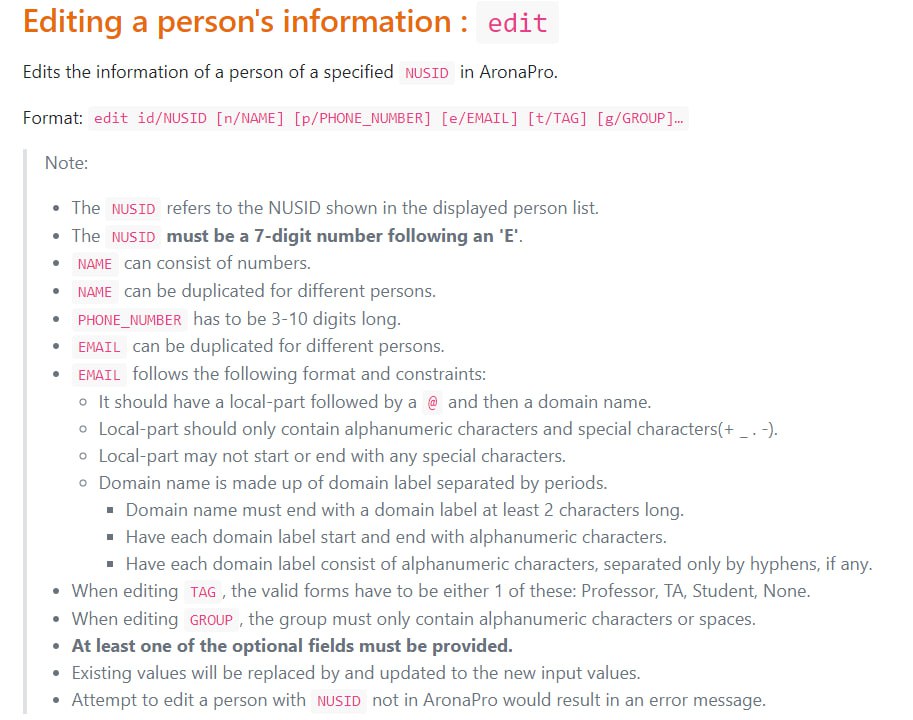 Editing a person's information : edit
Edits the information of a person of a specified NUSID in AronaPro.
Format: edit id/NUSID [n/NAME] [p/PHONE_NUMBER] [e/EMAIL] [t/TAG] [g/GROUP]…
Note:
• The NUSID refers to the NUSID shown in the displayed person list.
• The NUSID must be a 7-digit number following an 'E'.
• NAME can consist of numbers.
• NAME can be duplicated for different persons.
• PHONE_NUMBER has to be 3-10 digits long.
• EMAIL can be duplicated for different persons.
• EMAIL follows the following format and constraints:
◦ It should have a local-part followed by a @ and then a domain name.
◦ Local-part should only contain alphanumeric characters and special characters(+ _ . -).
◦ Local-part may not start or end with any special characters.
◦ Domain name is made up of domain label separated by periods.
▪ Domain name must end with a domain label at least 2 characters long.
▪ Have each domain label start and end with alphanumeric characters.
▪ Have each domain label consist of alphanumeric characters, separated only by hyphens, if any.
• When editing TAG , the valid forms have to be either 1 of these: Professor, TA, Student, None.
• When editing GROUP , the group must only contain alphanumeric characters or spaces.
• At least one of the optional fields must be provided.
• Existing values will be replaced by and updated to the new input values.
• Attempt to edit a person with NUSID not in AronaPro would result in an error message.